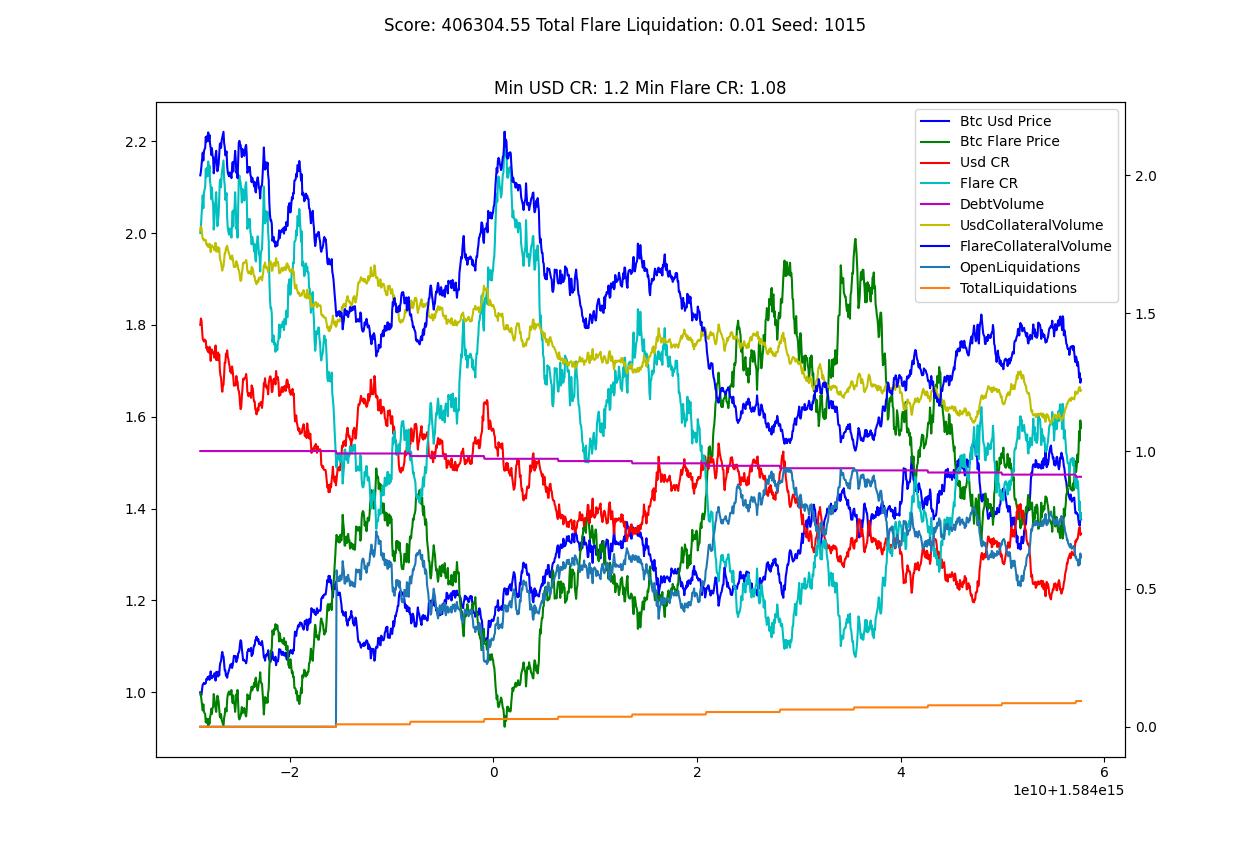 Score: 406304.55 Total Flare Liquidation: 0.01 Seed: 1015
Min USD CR: 1.2 Min Flare CR: 1.08
Btc Usd Price
Btc Flare Price
Usd CR
Flare CR
DebtVolume
UsdCollateralVolume
FlareCollateralVolume
OpenLiquidations
TotalLiquidations
2.2
2.0
1.8
1.6
1.4
1.2
1.0
2.0
1.5
1.0
0.5
0.0
−2 0 2 4 6
1e10+1.584e15